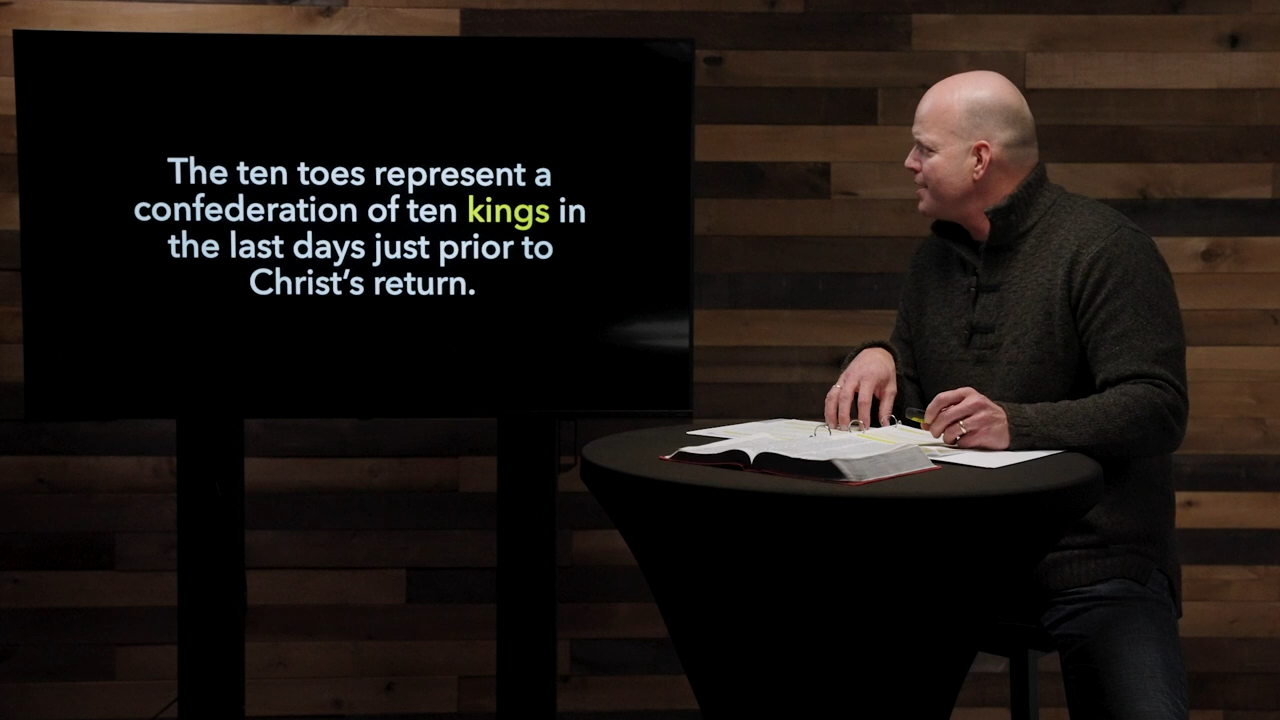 The ten toes represent a
confederation of ten kings in
the last days just prior to
Christ's return.